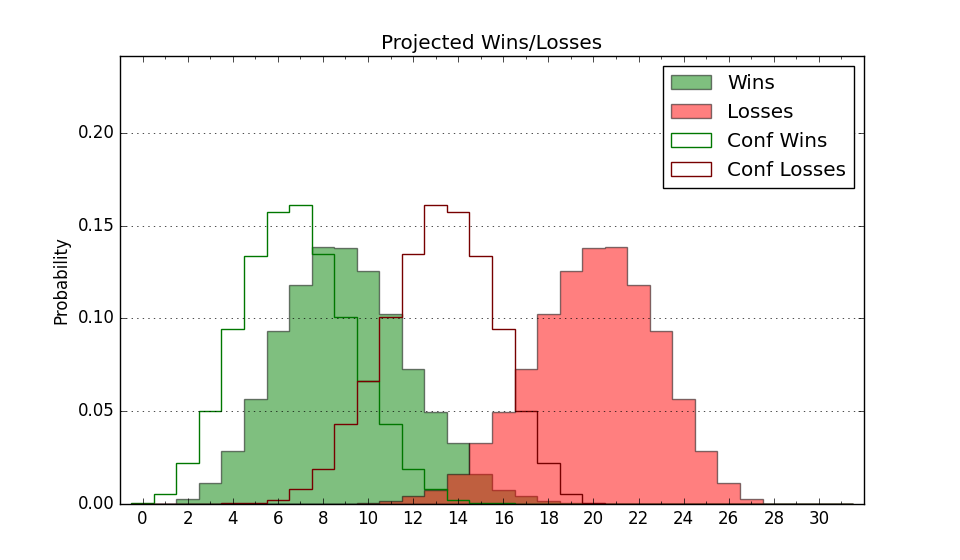 Projected Wins/Losses
Wins
Losses
Conf Wins
Conf Losses
Probability
0.20
0.15
0.10
0.05
0.00
0 2 4 6 8 10 12 14 16 18 20 22 24 26 28 30